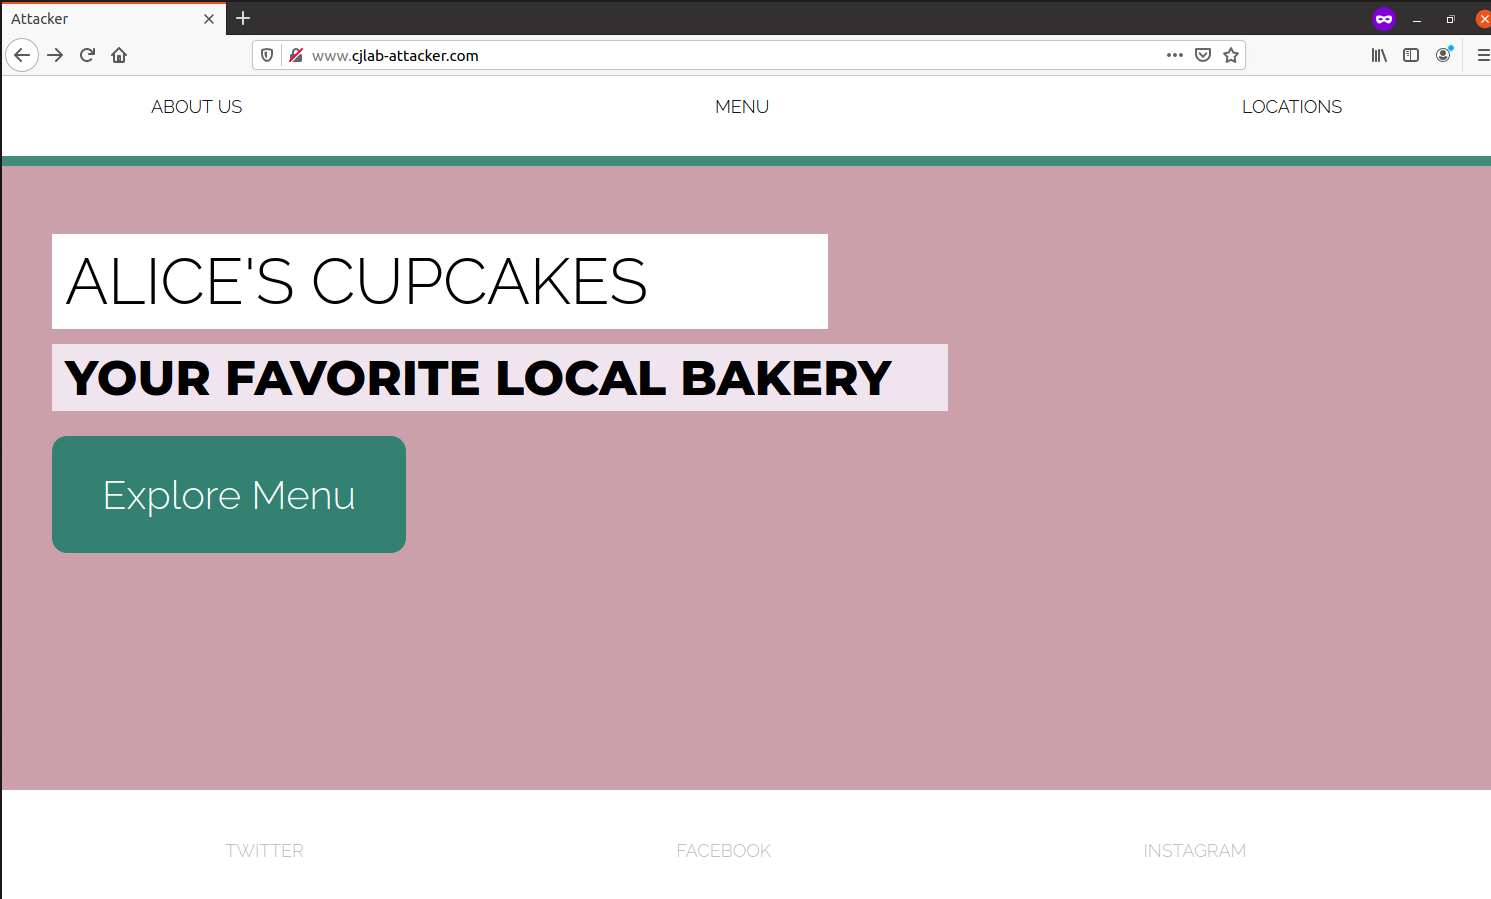 Attacker
www.cjlab-attacker.com
ABOUT US MENU LOCATIONS
ALICE'S CUPCAKES
YOUR FAVORITE LOCAL BAKERY
Explore Menu
TWITTER FACEBOOK INSTAGRAM